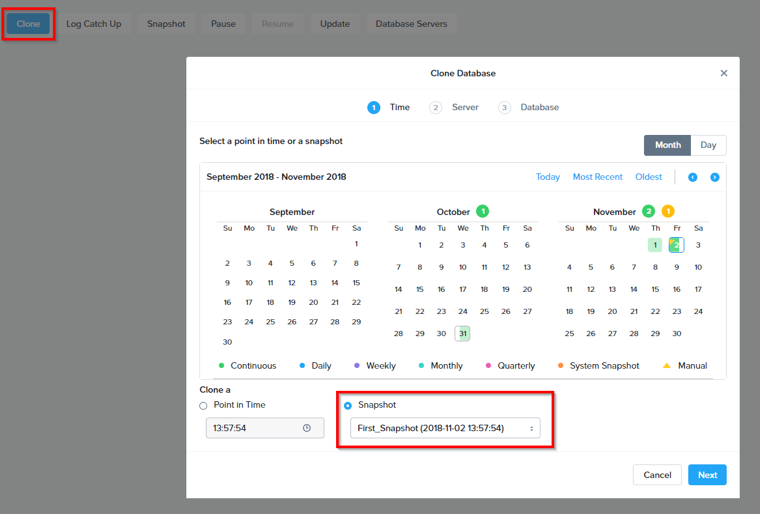 Clone Log Catch Up Snapshot Pause Resume Update Database Servers
Clone Database
1 Time 2 Server 3 Database
Select a point in time or a snapshot
Month Day
September 2018 - November 2018 Today Most Recent Oldest
September
Su Mo Tu We Th Fr Sa
1
2 3 4 5 6 7 8
9 10 11 12 13 14 15
16 17 18 19 20 21 22
23 24 25 26 27 28 29
30
October 1
Su Mo Tu We Th Fr Sa
1 2 3 4 5 6
7 8 9 10 11 12 13
14 15 16 17 18 19 20
21 22 23 24 25 26 27
28 29 30 31
November 2 1
Su Mo Tu We Th Fr Sa
1 2 3
4 5 6 7 8 9 10
11 12 13 14 15 16 17
18 19 20 21 22 23 24
25 26 27 28 29 30
Continuous Daily Weekly Monthly Quarterly System Snapshot Manual
Clone a
Point in Time Snapshot
13:57:54 First_Snapshot (2018-11-02 13:57:54)
Cancel Next